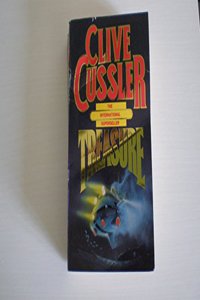 CLIVE
CUSSLER
THE
INTERNATIONAL
SUPERSELLER
TREASURE